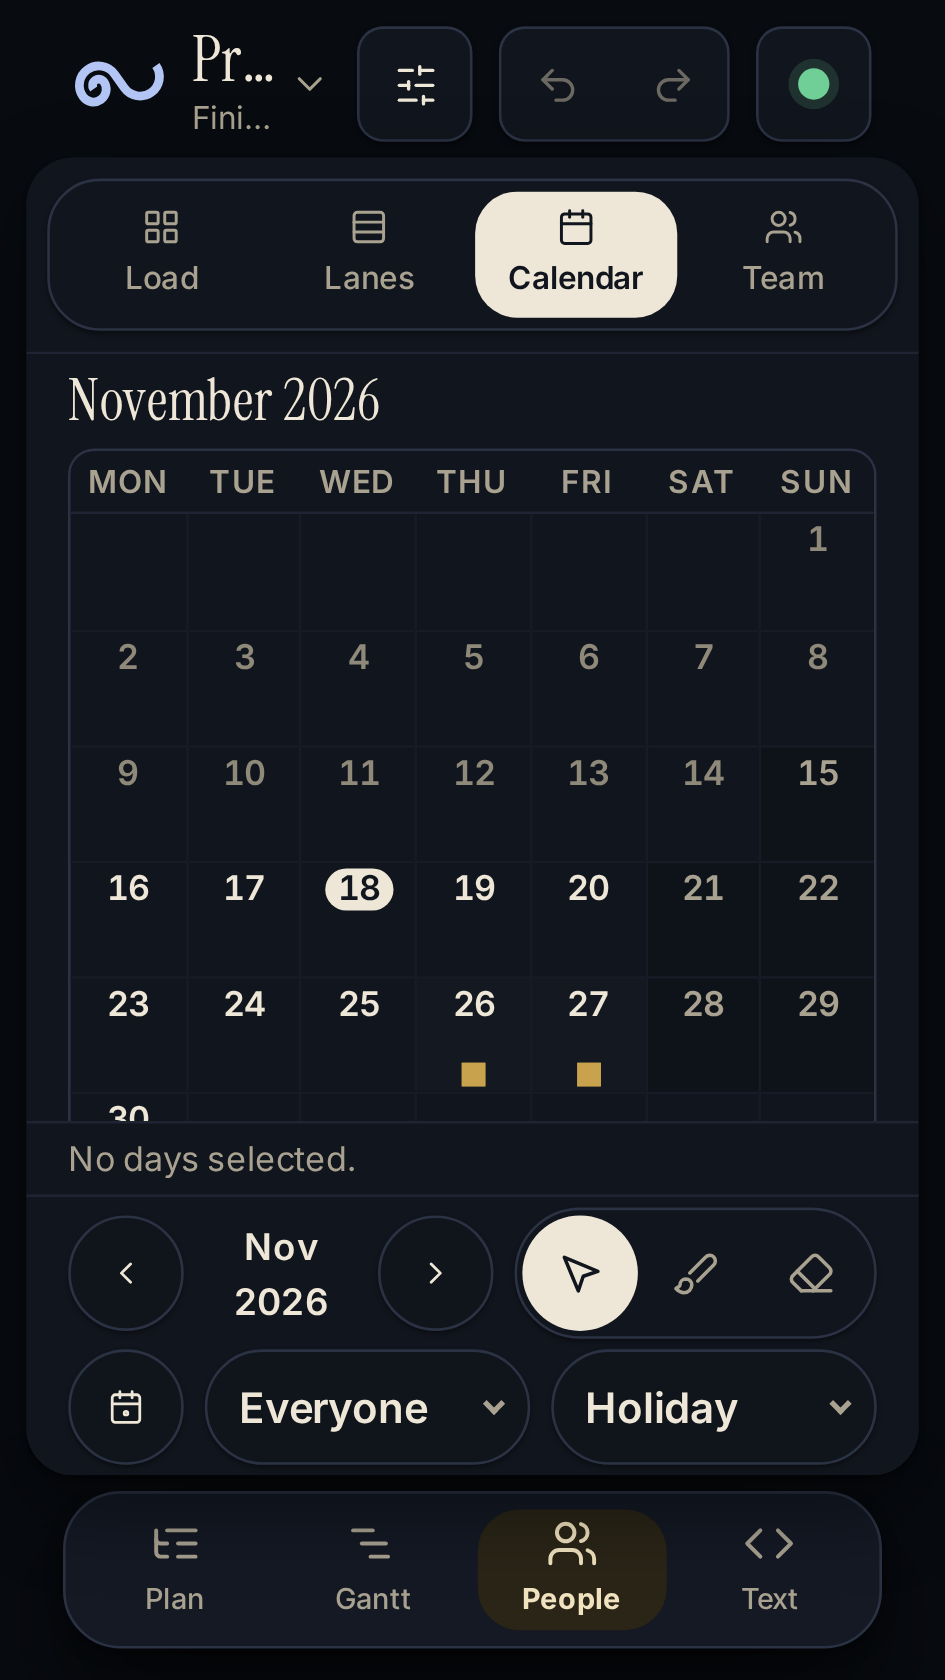 Pr...
Fini...
Load Lanes Calendar Team
November 2026
MON TUE WED THU FRI SAT SUN
1
2 3 4 5 6 7 8
9 10 11 12 13 14 15
16 17 18 19 20 21 22
23 24 25 26 27 28 29
30
No days selected.
Nov
2026
Everyone Holiday
Plan Gantt People Text